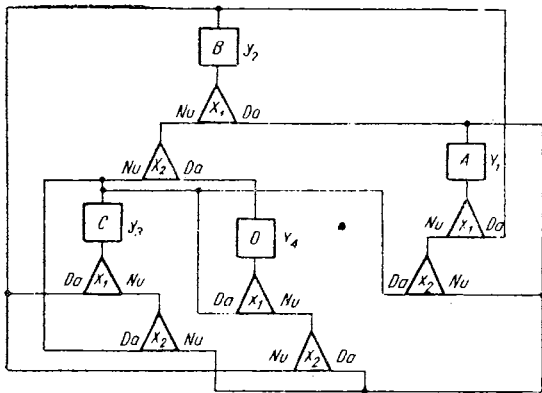 B y₂
Nu X₁ Da
A y₁
Nu X₂ Da
Nu X₁ Da
C y₃
D y₄
Da X₂ Nu
Da X₁ Nu
Da X₁ Nu
Da X₂ Nu
Nu X₂ Da